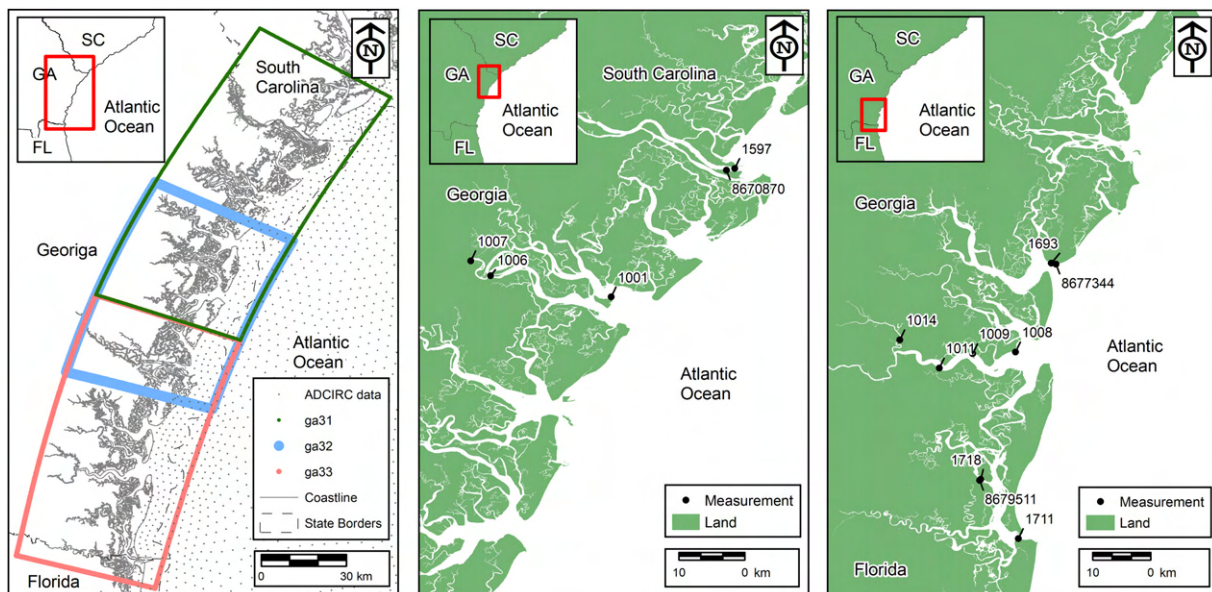 SC
GA
Atlantic
Ocean
FL
N
South
Carolina
Georiga
Atlantic
Ocean
ADCIRC data
ga31
ga32
ga33
Coastline
State Borders
0 30 km
Florida
SC
GA
Atlantic
Ocean
FL
N
South Carolina
1597
8670870
Georgia
1007
1006
1001
Atlantic
Ocean
Measurement
Land
10 0 km
SC
GA
Atlantic
Ocean
FL
N
Georgia
1693
8677344
1014
1009
1008
1011
Atlantic
Ocean
1718
8679511
1711
Florida
Measurement
Land
10 0 km